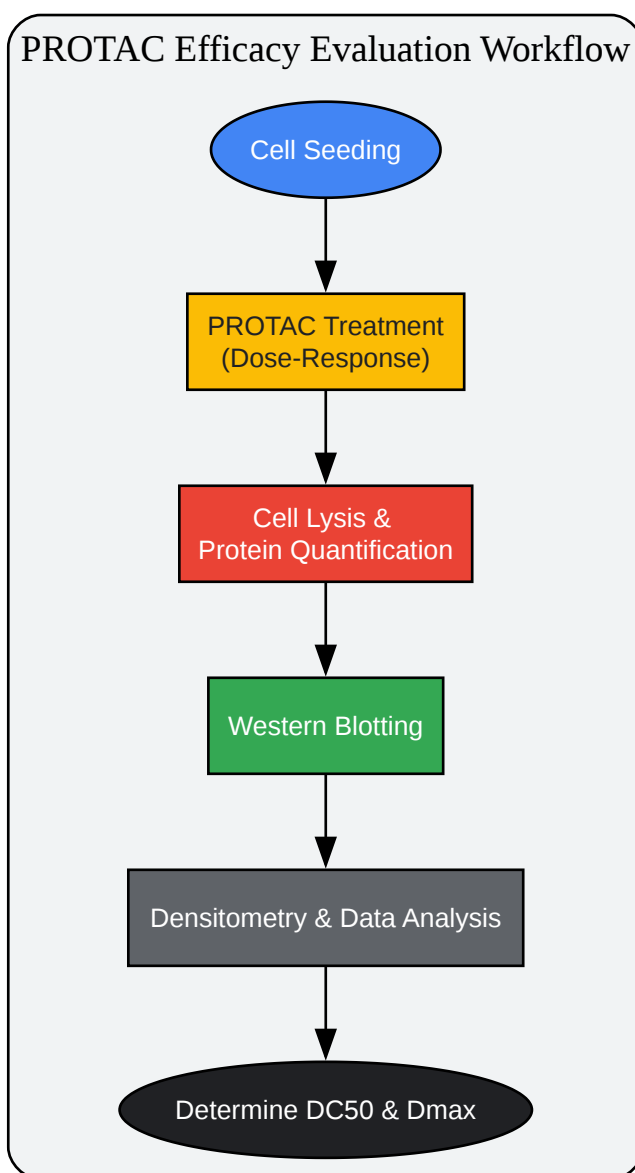 PROTAC Efficacy Evaluation Workflow
Cell Seeding
PROTAC Treatment
(Dose-Response)
Cell Lysis &
Protein Quantification
Western Blotting
Densitometry & Data Analysis
Determine DC50 & Dmax